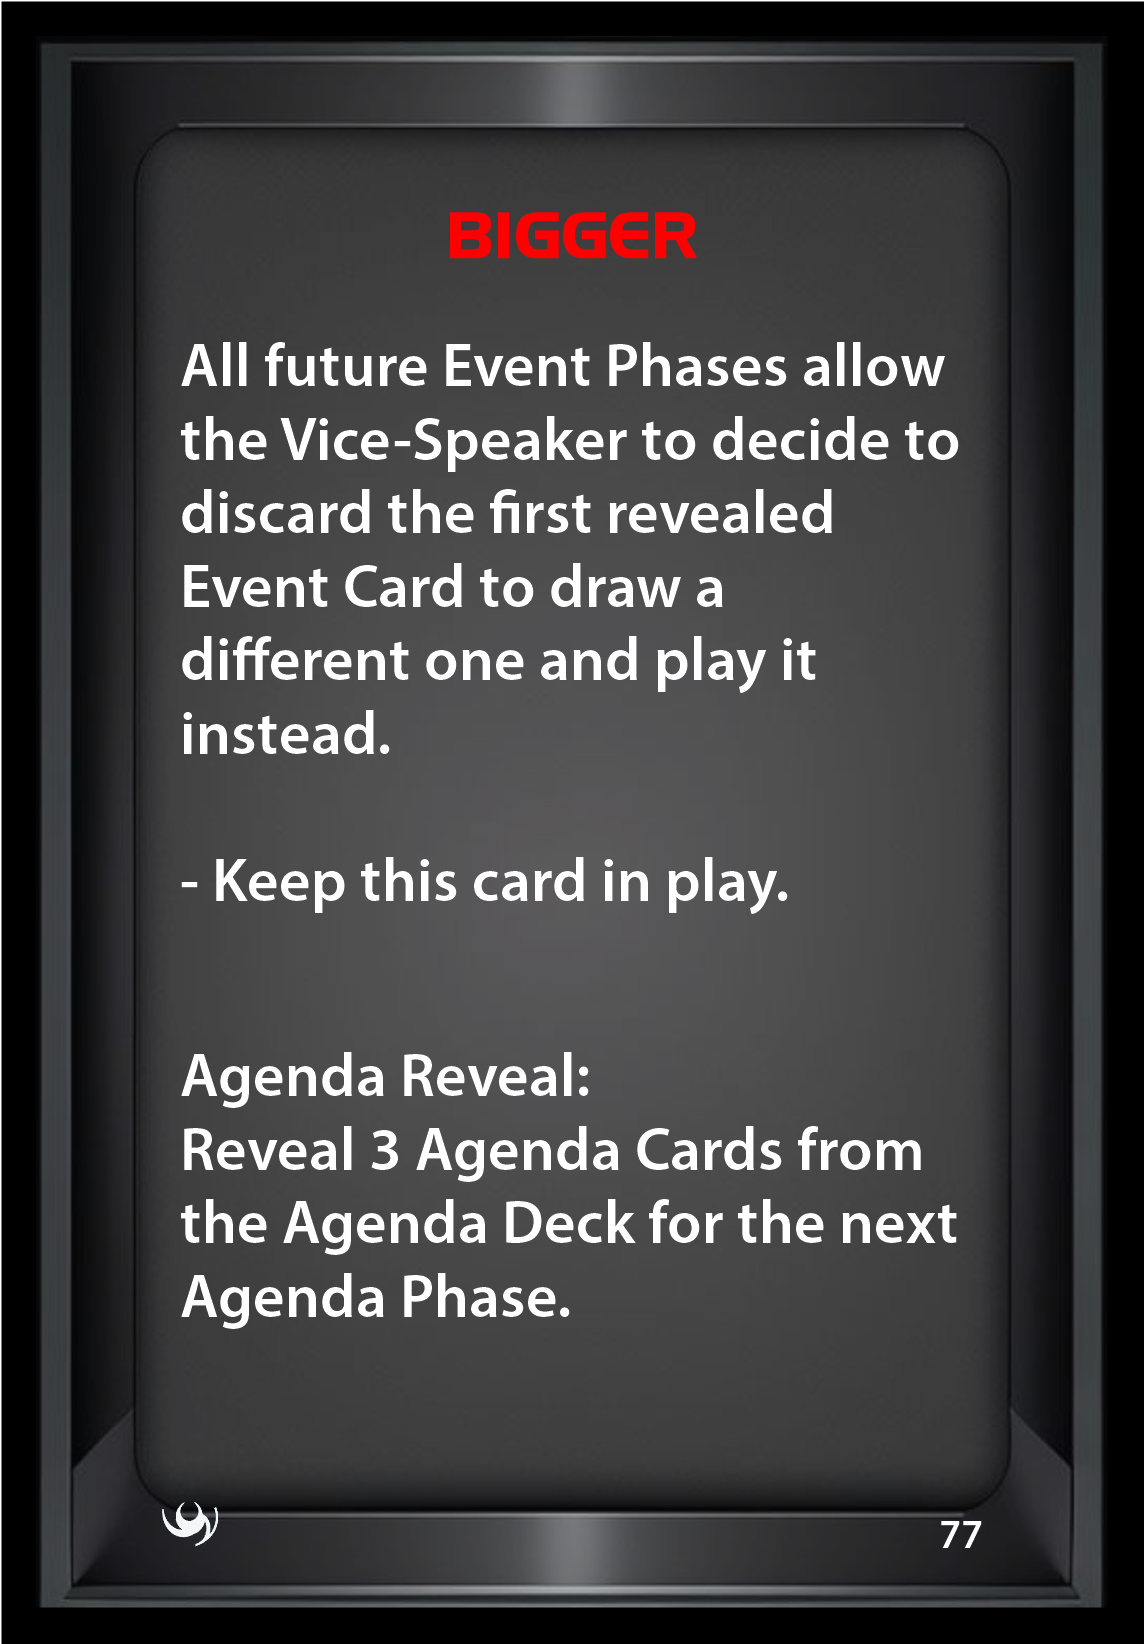 BIGGER
All future Event Phases allow
the Vice-Speaker to decide to
discard the first revealed
Event Card to draw a
different one and play it
instead.
- Keep this card in play.
Agenda Reveal:
Reveal 3 Agenda Cards from
the Agenda Deck for the next
Agenda Phase.
77